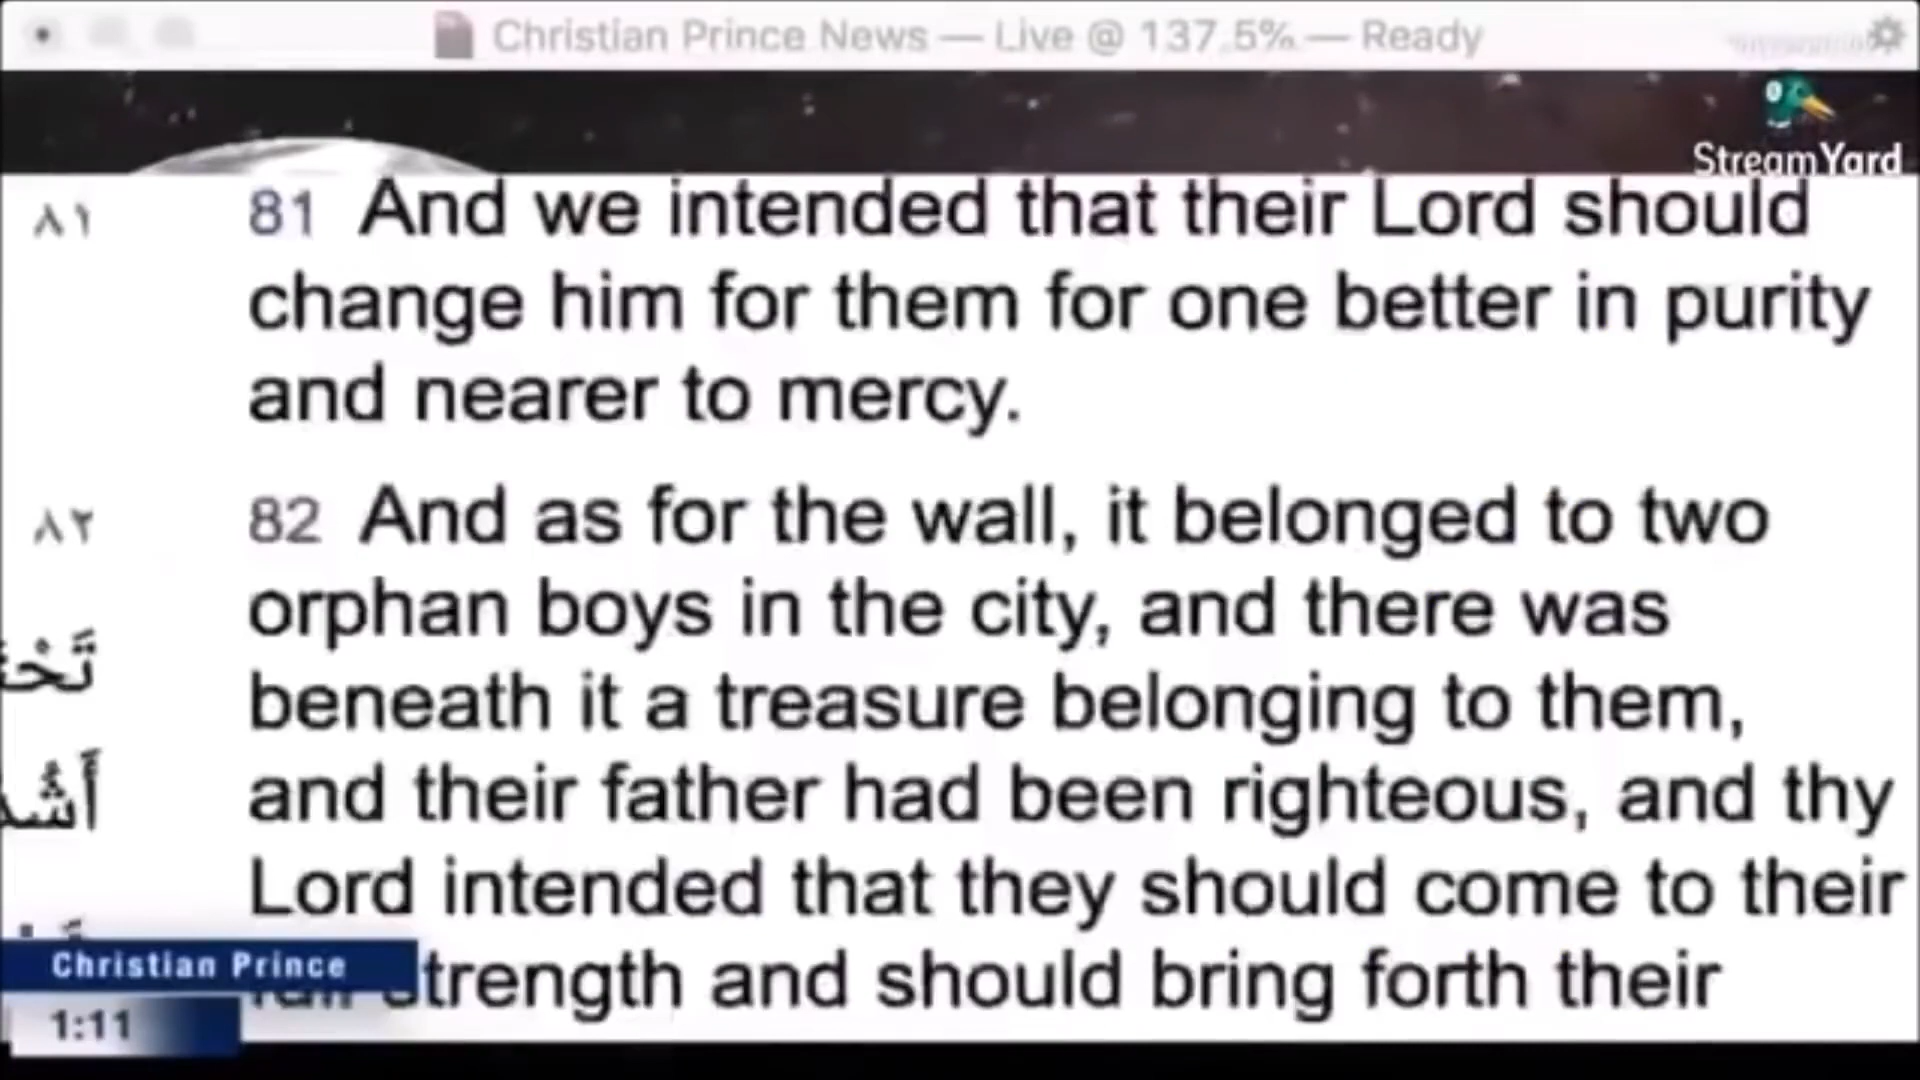 Christian Prince News — Live @ 137.5% — Ready
StreamYard
٨١ 81 And we intended that their Lord should
change him for them for one better in purity
and nearer to mercy.
٨٢ 82 And as for the wall, it belonged to two
orphan boys in the city, and there was
beneath it a treasure belonging to them,
and their father had been righteous, and thy
Lord intended that they should come to their
strength and should bring forth their
Christian Prince
1:11